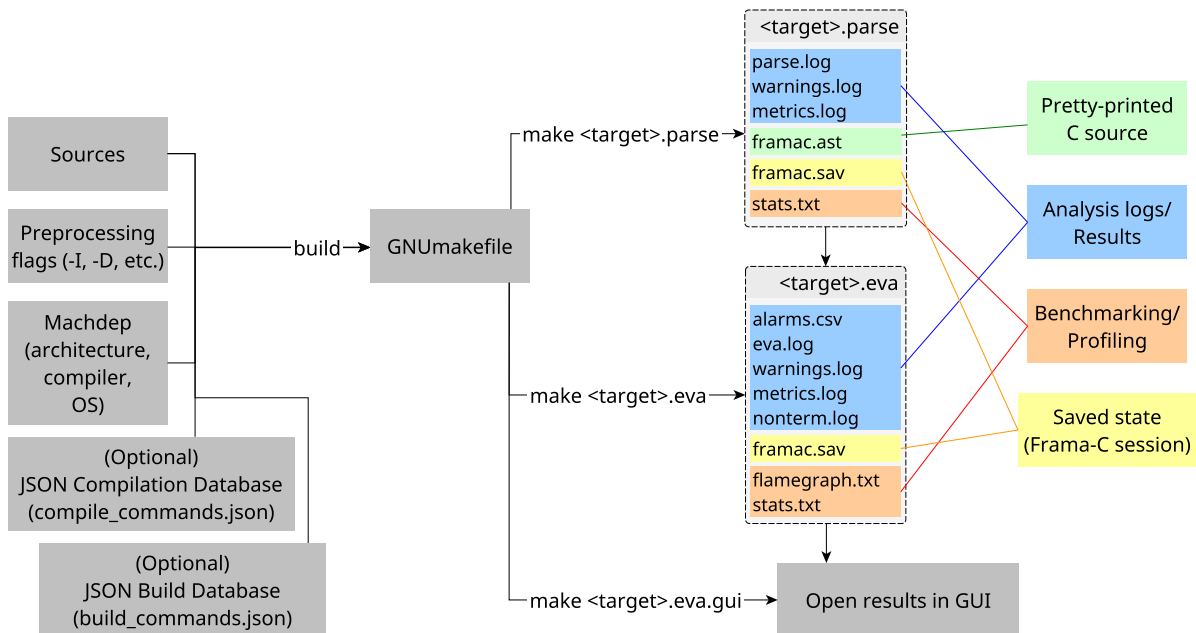 Sources
Preprocessing
flags (-I, -D, etc.)
Machdep
(architecture,
compiler,
OS)
(Optional)
JSON Compilation Database
(compile_commands.json)
(Optional)
JSON Build Database
(build_commands.json)
build
GNUmakefile
make <target>.parse
make <target>.eva
make <target>.eva.gui
<target>.parse
parse.log
warnings.log
metrics.log
framac.ast
framac.sav
stats.txt
<target>.eva
alarms.csv
eva.log
warnings.log
metrics.log
nonterm.log
framac.sav
flamegraph.txt
stats.txt
Open results in GUI
Pretty-printed
C source
Analysis logs/
Results
Benchmarking/
Profiling
Saved state
(Frama-C session)